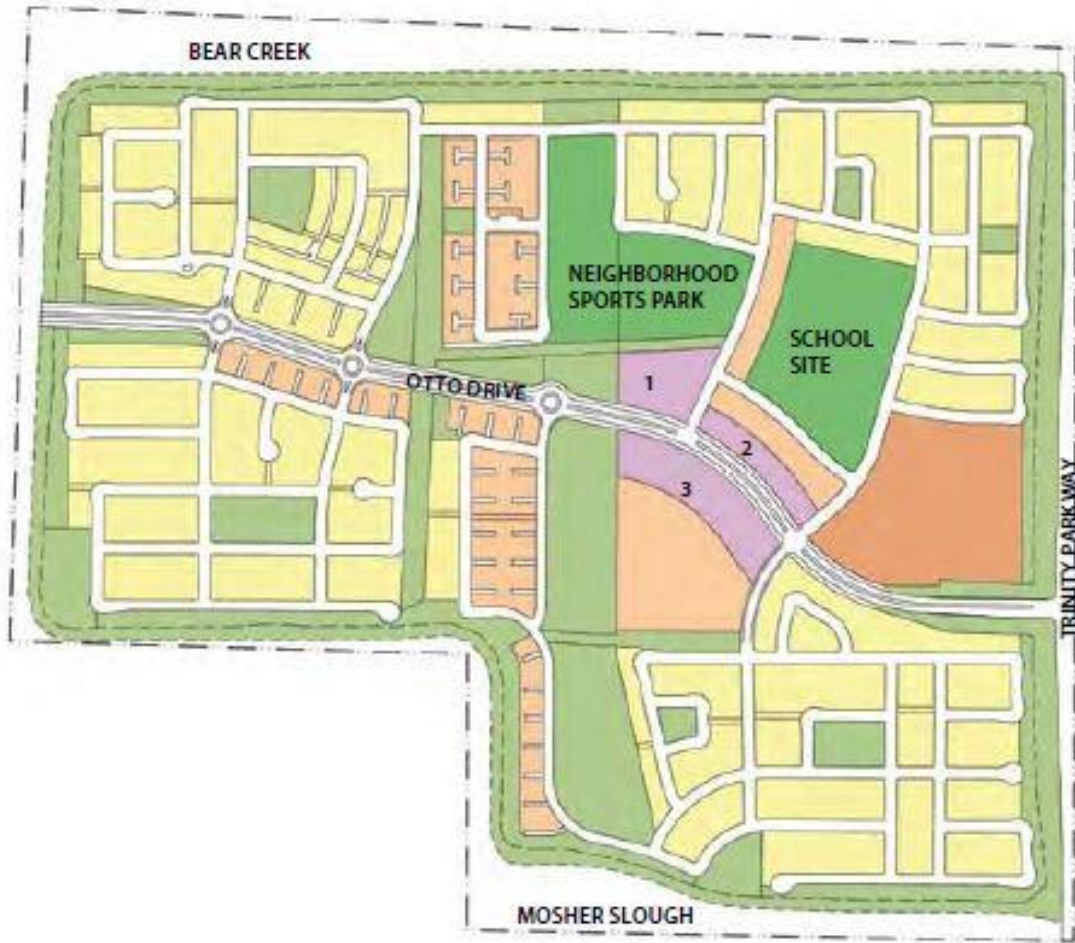 BEAR CREEK
NEIGHBORHOOD
SPORTS PARK
SCHOOL
SITE
1
OTTO DRIVE
2
3
TRINITY PARKWAY
MOSHER SLOUGH